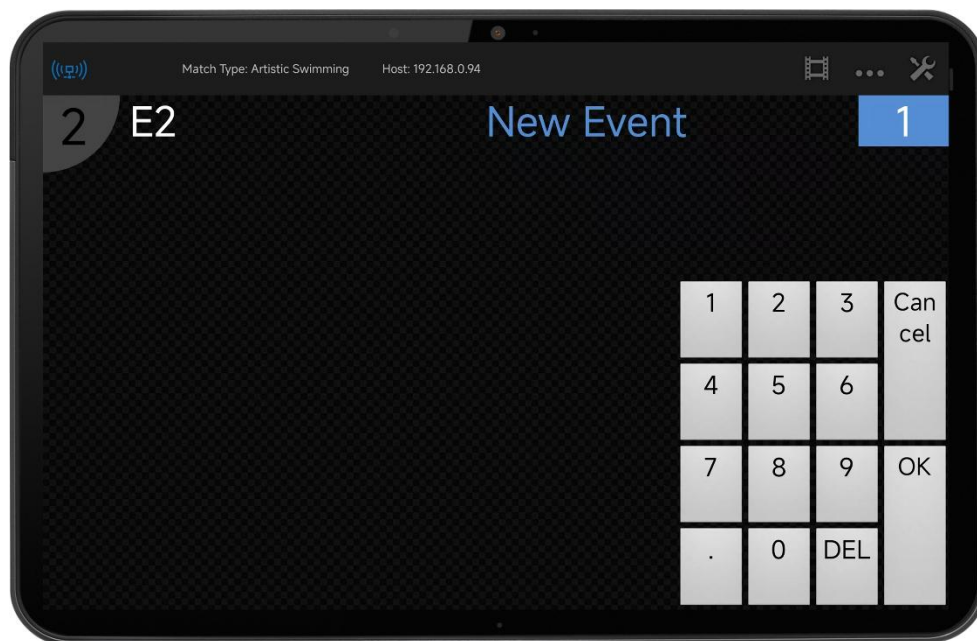 Match Type: Artistic Swimming Host: 192.168.0.94
2 E2 New Event 1
1 2 3 Can
cel
4 5 6
7 8 9 OK
. 0 DEL